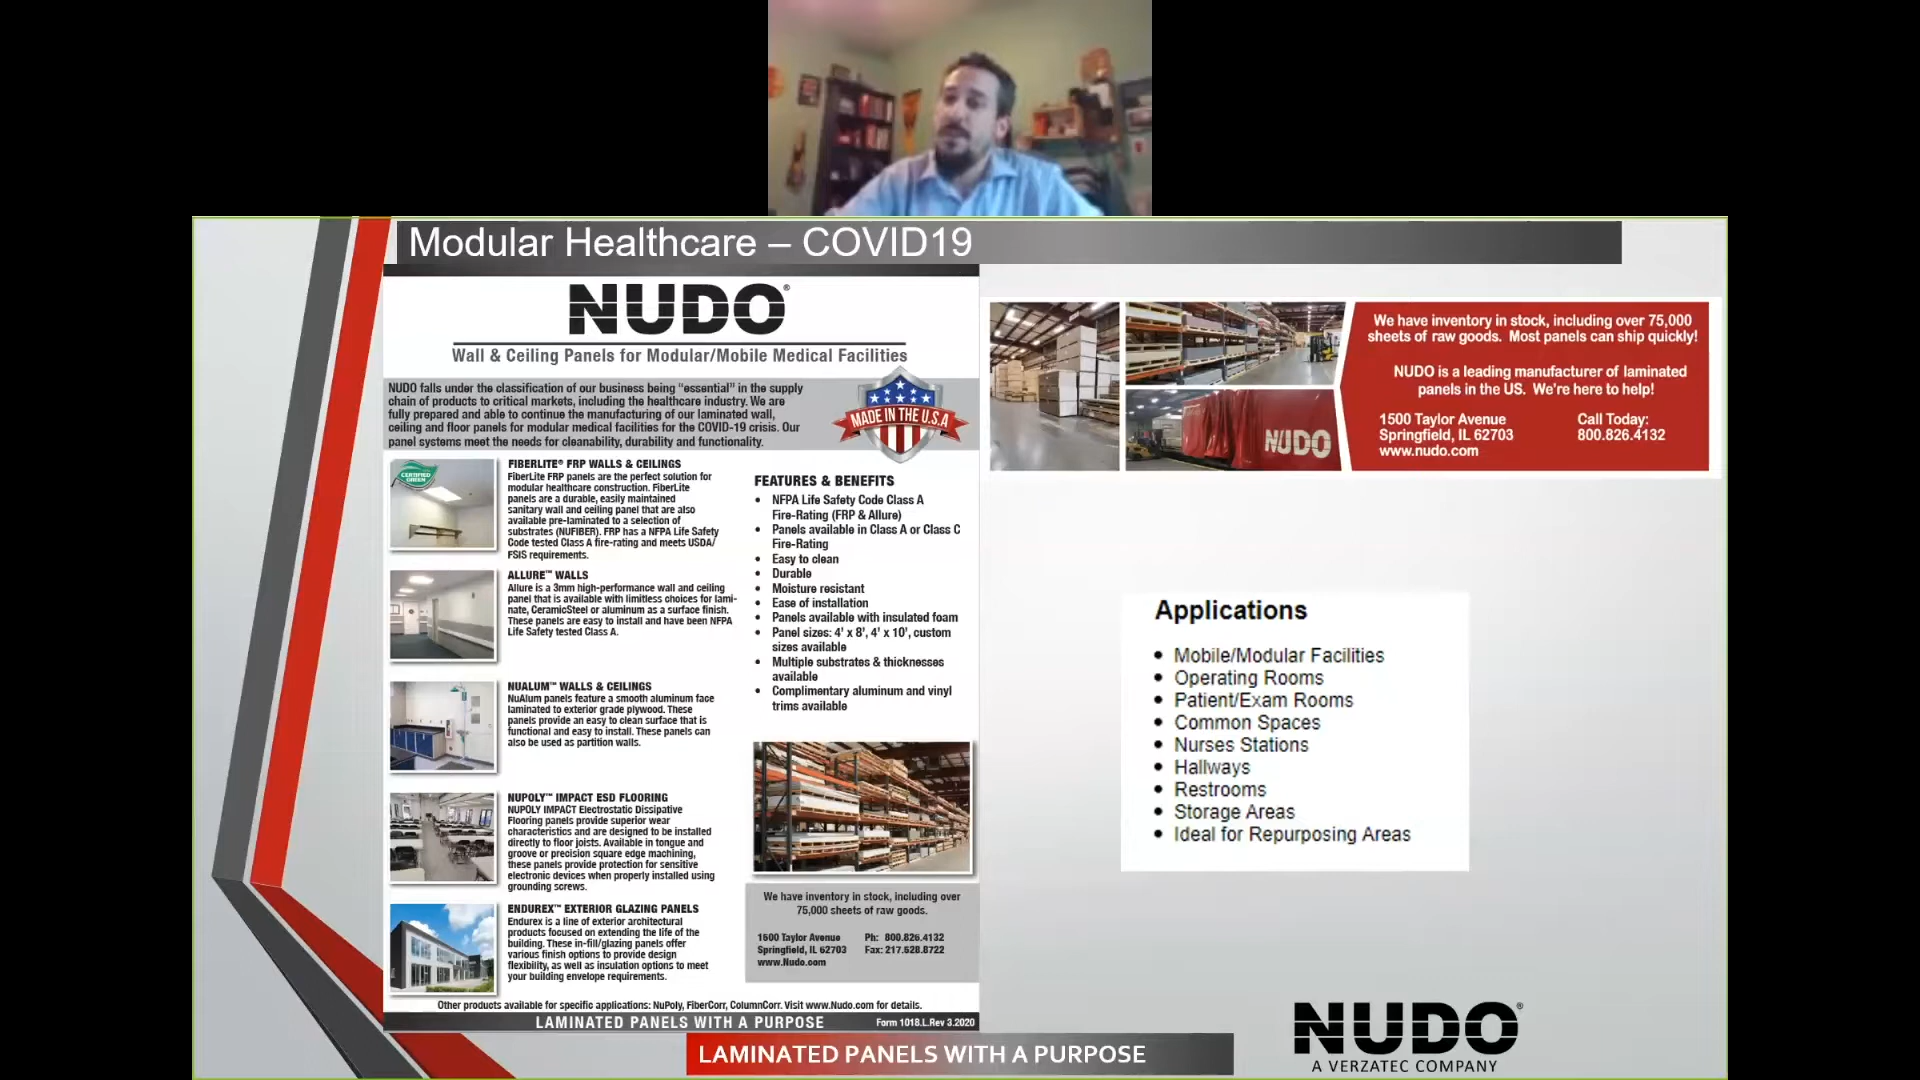 Modular Healthcare – COVID19
NUDO®
Wall & Ceiling Panels for Modular/Mobile Medical Facilities
NUDO falls under the classification of our business being “essential” in the supply
chain of products to critical markets, including the healthcare industry. We are
fully prepared and able to continue the manufacturing of our laminated wall,
ceiling and floor panels for modular medical facilities for the COVID-19 crisis. Our
panel systems meet the needs for cleanability, durability and functionality.
MADE IN THE U.S.A
CERTIFIED
GREEN
FIBERLITE® FRP WALLS & CEILINGS
FiberLite FRP panels are the perfect solution for
modular healthcare construction. FiberLite
panels are a durable, easily maintained
sanitary wall and ceiling panel that are also
available pre-laminated to a selection of
substrates (NUFIBER). FRP has a NFPA Life Safety
Code tested Class A fire-rating and meets USDA/
FSIS requirements.
ALLURE™ WALLS
Allure is a 3mm high-performance wall and ceiling
panel that is available with limitless choices for lami-
nate, CeramicSteel or aluminum as a surface finish.
These panels are easy to install and have been NFPA
Life Safety tested Class A.
NUALUM™ WALLS & CEILINGS
NuAlum panels feature a smooth aluminum face
laminated to exterior grade plywood. These
panels provide an easy to clean surface that is
functional and easy to install. These panels can
also be used as partition walls.
NUPOLY™ IMPACT ESD FLOORING
NUPOLY IMPACT Electrostatic Dissipative
Flooring panels provide superior wear
characteristics and are designed to be installed
directly to floor joists. Available in tongue and
groove or precision square edge machining,
these panels provide protection for sensitive
electronic devices when properly installed using
grounding screws.
ENDUREX™ EXTERIOR GLAZING PANELS
Endurex is a line of exterior architectural
products focused on extending the life of the
building. These in-fill/glazing panels offer
various finish options to provide design
flexibility, as well as insulation options to meet
your building envelope requirements.
FEATURES & BENEFITS
• NFPA Life Safety Code Class A
Fire-Rating (FRP & Allure)
• Panels available in Class A or Class C
Fire-Rating
• Easy to clean
• Durable
• Moisture resistant
• Ease of installation
• Panels available with insulated foam
• Panel sizes: 4' x 8', 4' x 10', custom
sizes available
• Multiple substrates & thicknesses
available
• Complimentary aluminum and vinyl
trims available
We have inventory in stock, including over
75,000 sheets of raw goods.
1500 Taylor Avenue Ph: 800.826.4132
Springfield, IL 62703 Fax: 217.528.8722
www.Nudo.com
Other products available for specific applications: NuPoly, FiberCorr, ColumnCorr. Visit www.Nudo.com for details.
LAMINATED PANELS WITH A PURPOSE
Form 1018.L.Rev 3.2020
NUDO
We have inventory in stock, including over 75,000
sheets of raw goods. Most panels can ship quickly!
NUDO is a leading manufacturer of laminated
panels in the US. We're here to help!
1500 Taylor Avenue Call Today:
Springfield, IL 62703 800.826.4132
www.nudo.com
Applications
• Mobile/Modular Facilities
• Operating Rooms
• Patient/Exam Rooms
• Common Spaces
• Nurses Stations
• Hallways
• Restrooms
• Storage Areas
• Ideal for Repurposing Areas
LAMINATED PANELS WITH A PURPOSE
NUDO®
A VERZATEC COMPANY